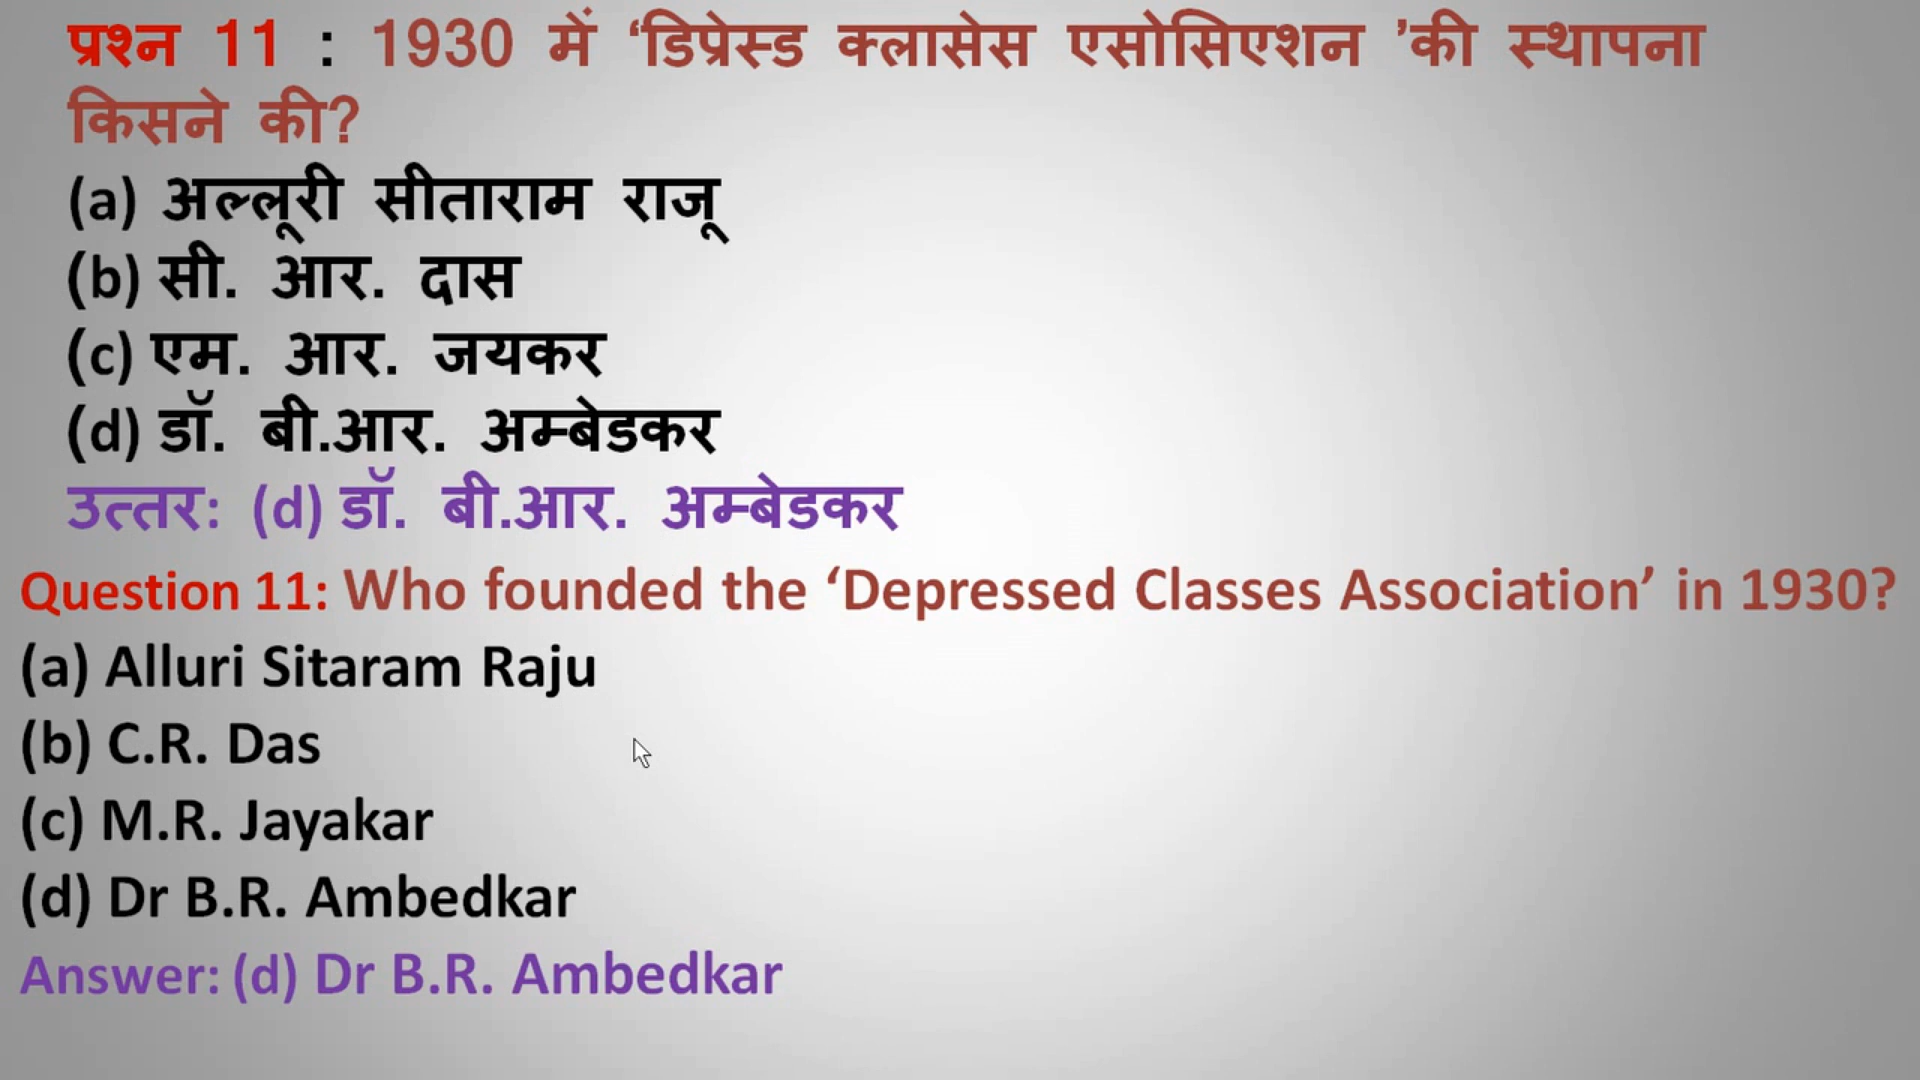 प्रश्न 11 : 1930 में ‘डिप्रेस्ड क्लासेस एसोसिएशन ’की स्थापना
किसने की?
(a) अल्लूरी सीताराम राजू
(b) सी. आर. दास
(c) एम. आर. जयकर
(d) डॉ. बी.आर. अम्बेडकर
उत्तर: (d) डॉ. बी.आर. अम्बेडकर
Question 11: Who founded the ‘Depressed Classes Association’ in 1930?
(a) Alluri Sitaram Raju
(b) C.R. Das
(c) M.R. Jayakar
(d) Dr B.R. Ambedkar
Answer: (d) Dr B.R. Ambedkar